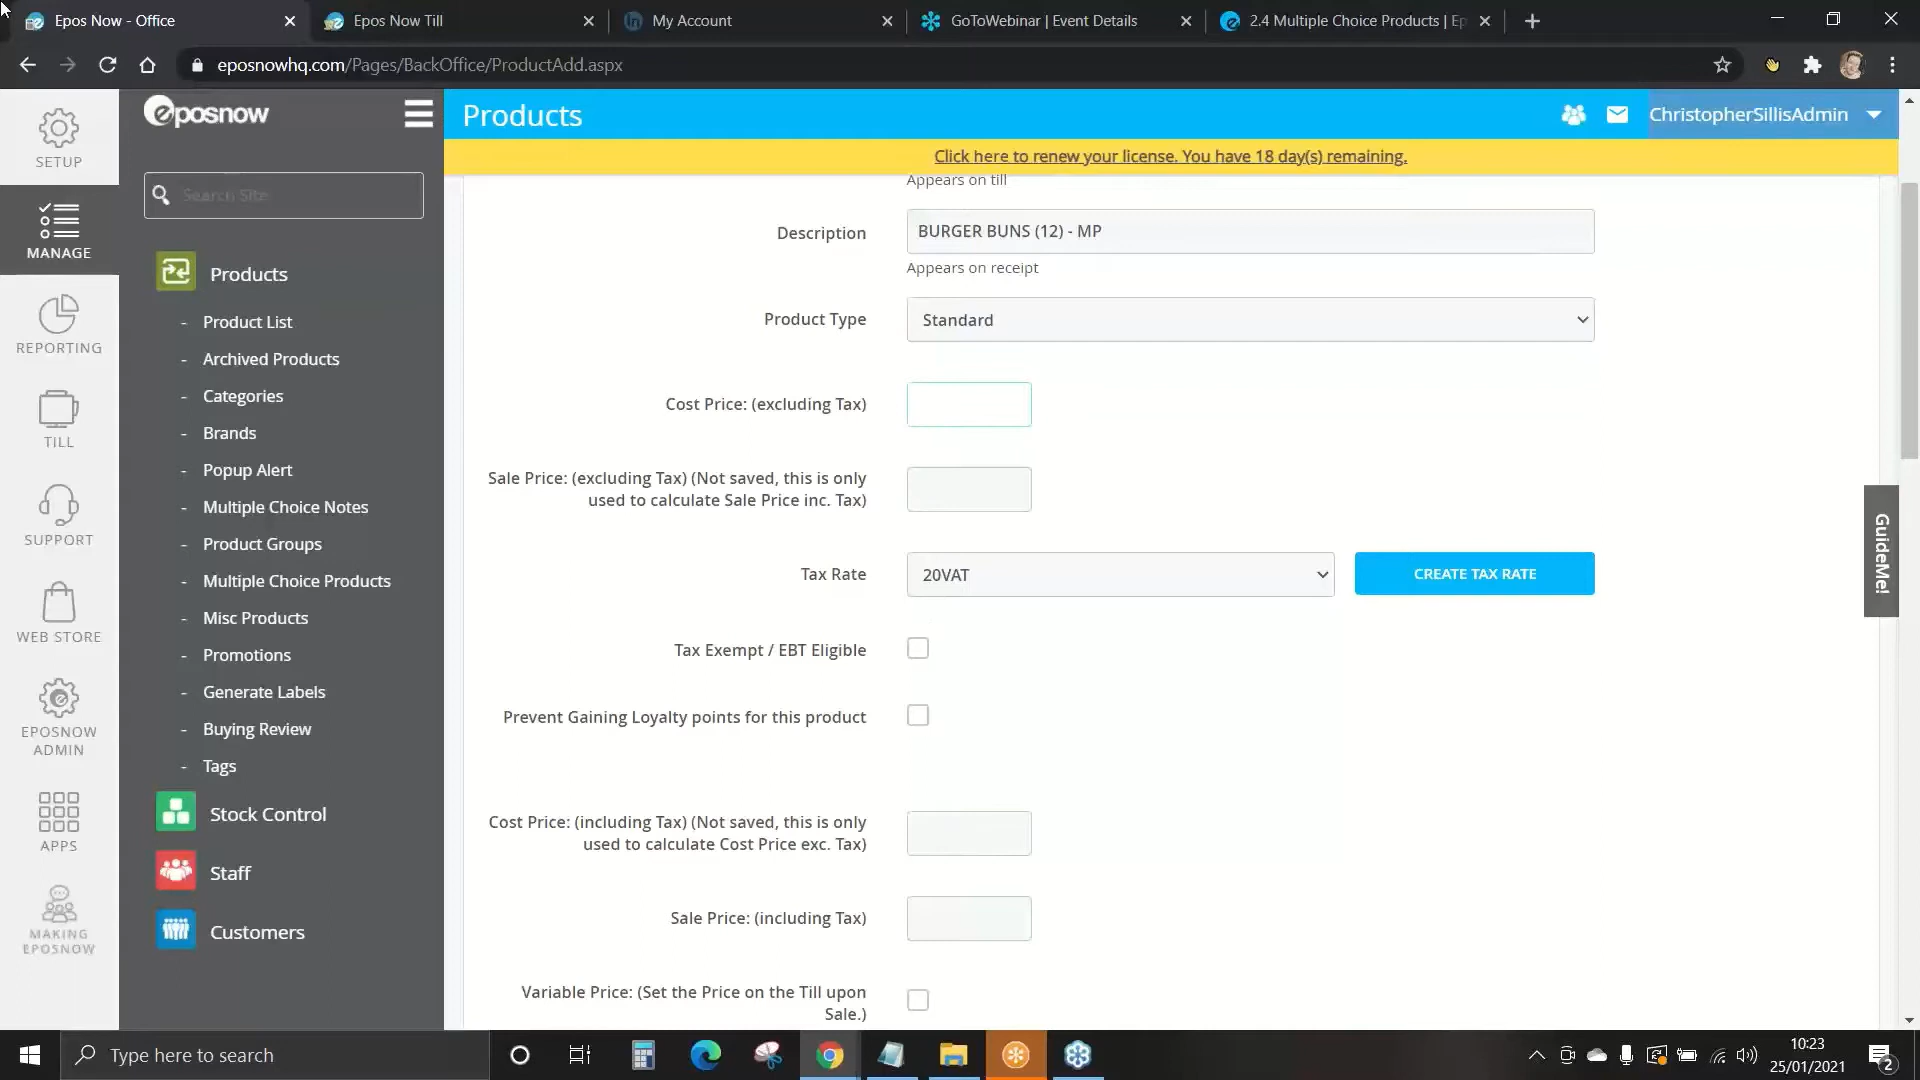 Epos Now - Office
Epos Now Till
My Account
GoToWebinar | Event Details
2.4 Multiple Choice Products | Ep
eposnowhq.com/Pages/BackOffice/ProductAdd.aspx
SETUP
MANAGE
REPORTING
TILL
SUPPORT
WEB STORE
EPOSNOW
ADMIN
APPS
MAKING
EPOSNOW
eposnow
Search Site
Products
- Product List
- Archived Products
- Categories
- Brands
- Popup Alert
- Multiple Choice Notes
- Product Groups
- Multiple Choice Products
- Misc Products
- Promotions
- Generate Labels
- Buying Review
- Tags
Stock Control
Staff
Customers
Products
ChristopherSillisAdmin
Click here to renew your license. You have 18 day(s) remaining.
Appears on till
Description
BURGER BUNS (12) - MP
Appears on receipt
Product Type
Standard
Cost Price: (excluding Tax)
Sale Price: (excluding Tax) (Not saved, this is only
used to calculate Sale Price inc. Tax)
Tax Rate
20VAT
CREATE TAX RATE
Tax Exempt / EBT Eligible
Prevent Gaining Loyalty points for this product
Cost Price: (including Tax) (Not saved, this is only
used to calculate Cost Price exc. Tax)
Sale Price: (including Tax)
Variable Price: (Set the Price on the Till upon
Sale.)
GuideMe!
Type here to search
10:23
25/01/2021
2